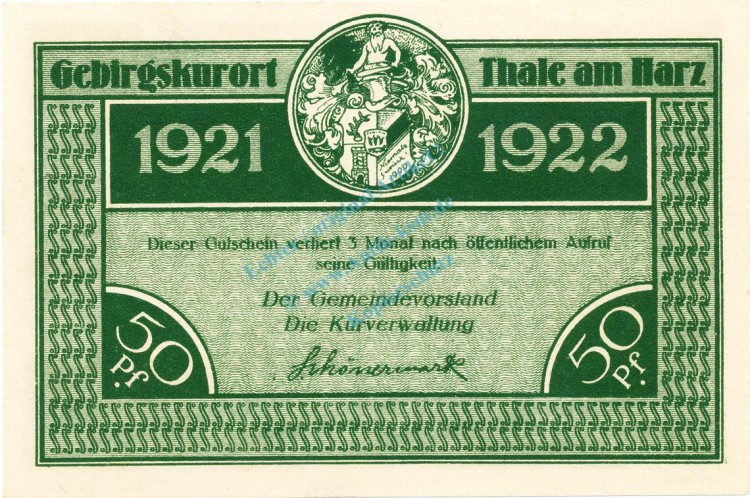 Gebirgskurort Thale am Harz
1921 1922
Dieser Gutschein verliert 3 Monat nach öffentlichem Aufruf
seine Gültigkeit
Der Gemeindevorstand
Die Kurverwaltung
Schönermark
50 Pf.
50 Pf.